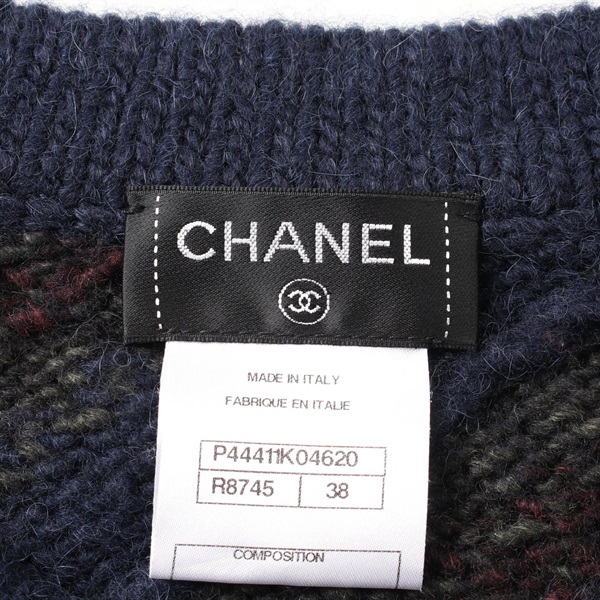 CHANEL
MADE IN ITALY
FABRIQUE EN ITALIE
P44411K04620
R8745 38
COMPOSITION